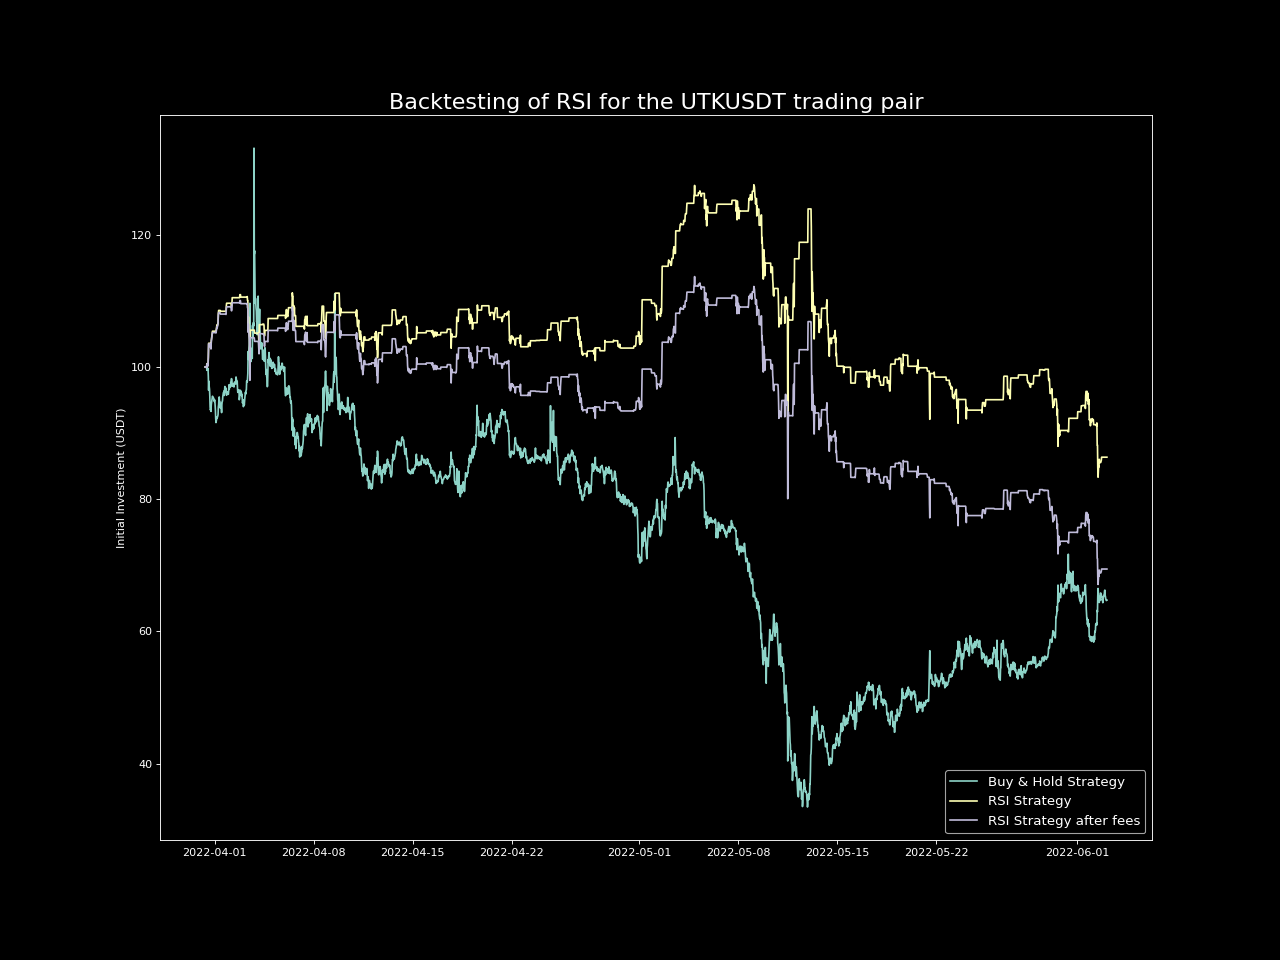 Backtesting of RSI for the UTKUSDT trading pair
Initial Investment (USDT)
120
100
80
60
40
2022-04-01 2022-04-08 2022-04-15 2022-04-22 2022-05-01 2022-05-08 2022-05-15 2022-05-22 2022-06-01
Buy & Hold Strategy
RSI Strategy
RSI Strategy after fees